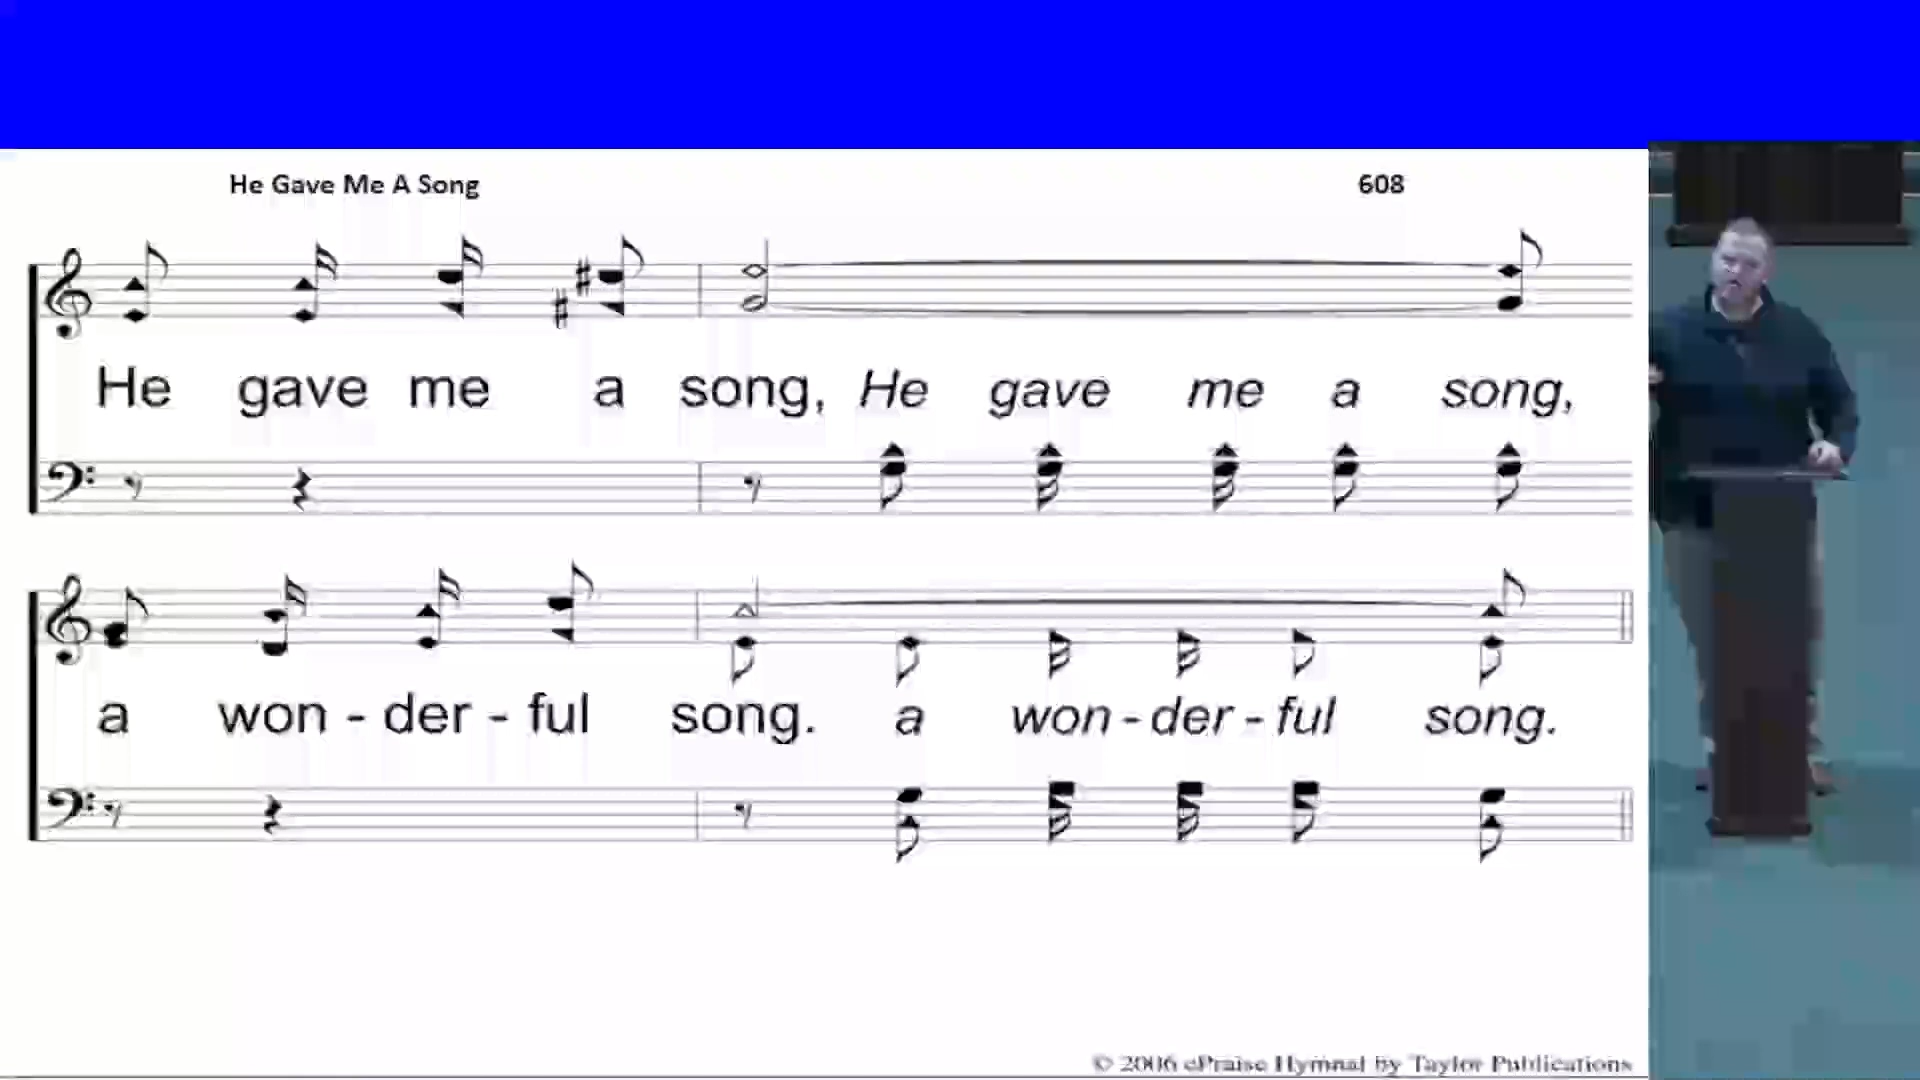 He Gave Me A Song 608
He gave me a song, He gave me a song,
a won - der - ful song. a won - der - ful song.
© 2006 ePraise Hymnal by Taylor Publications